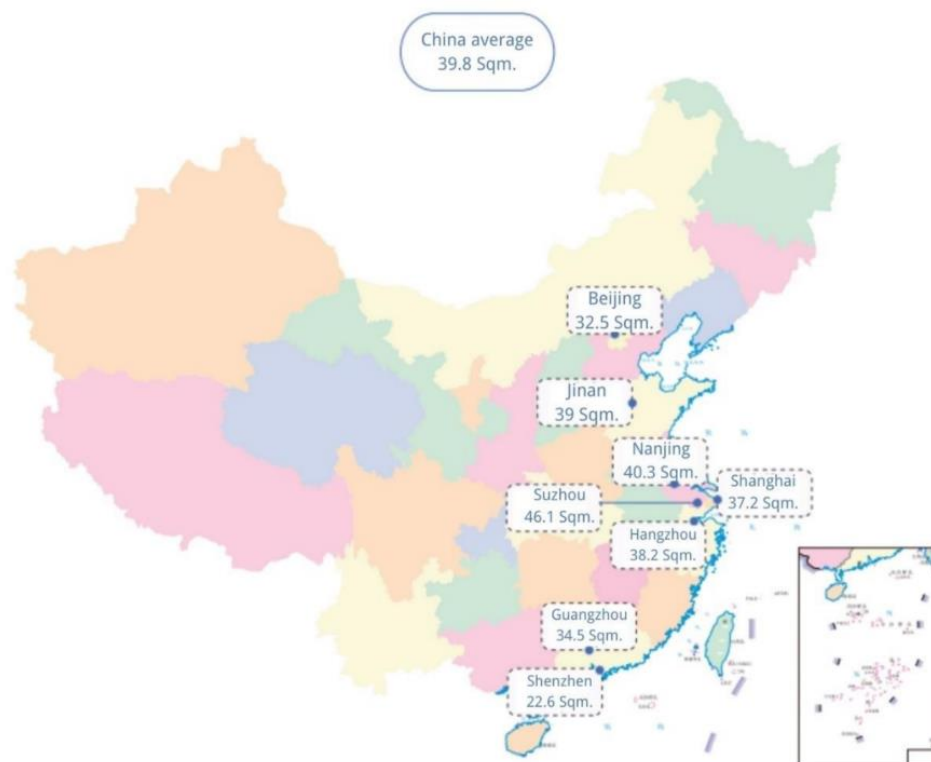 China average
39.8 Sqm.
Beijing
32.5 Sqm.
Jinan
39 Sqm.
Nanjing
40.3 Sqm.
Suzhou
46.1 Sqm.
Shanghai
37.2 Sqm.
Hangzhou
38.2 Sqm.
Guangzhou
34.5 Sqm.
Shenzhen
22.6 Sqm.